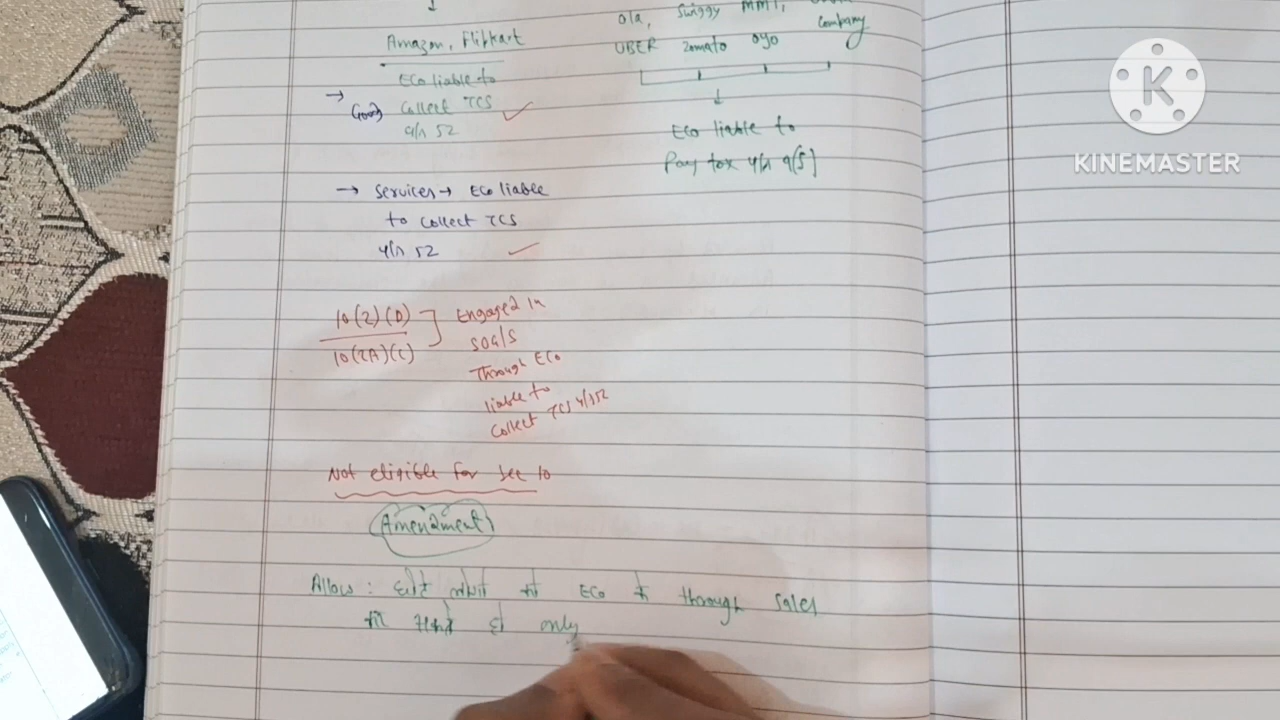 Amazon, Flipkart
Eco liable to
→ Goods collect TCS
u/s 52
ola, Swiggy MMT,
UBER zomato oyo company
Eco liable to
Pay tax u/s 9(5)
KINEMASTER
→ Services → Eco liable
to collect TCS
u/s 52
10(2)(D)
10(2A)(C)
Engaged in
SOG/S
Through ECO
liable to
collect TCS u/s 52
Not eligible for sec 10
Amendment
Allow : छोटे ECO के through sales
only